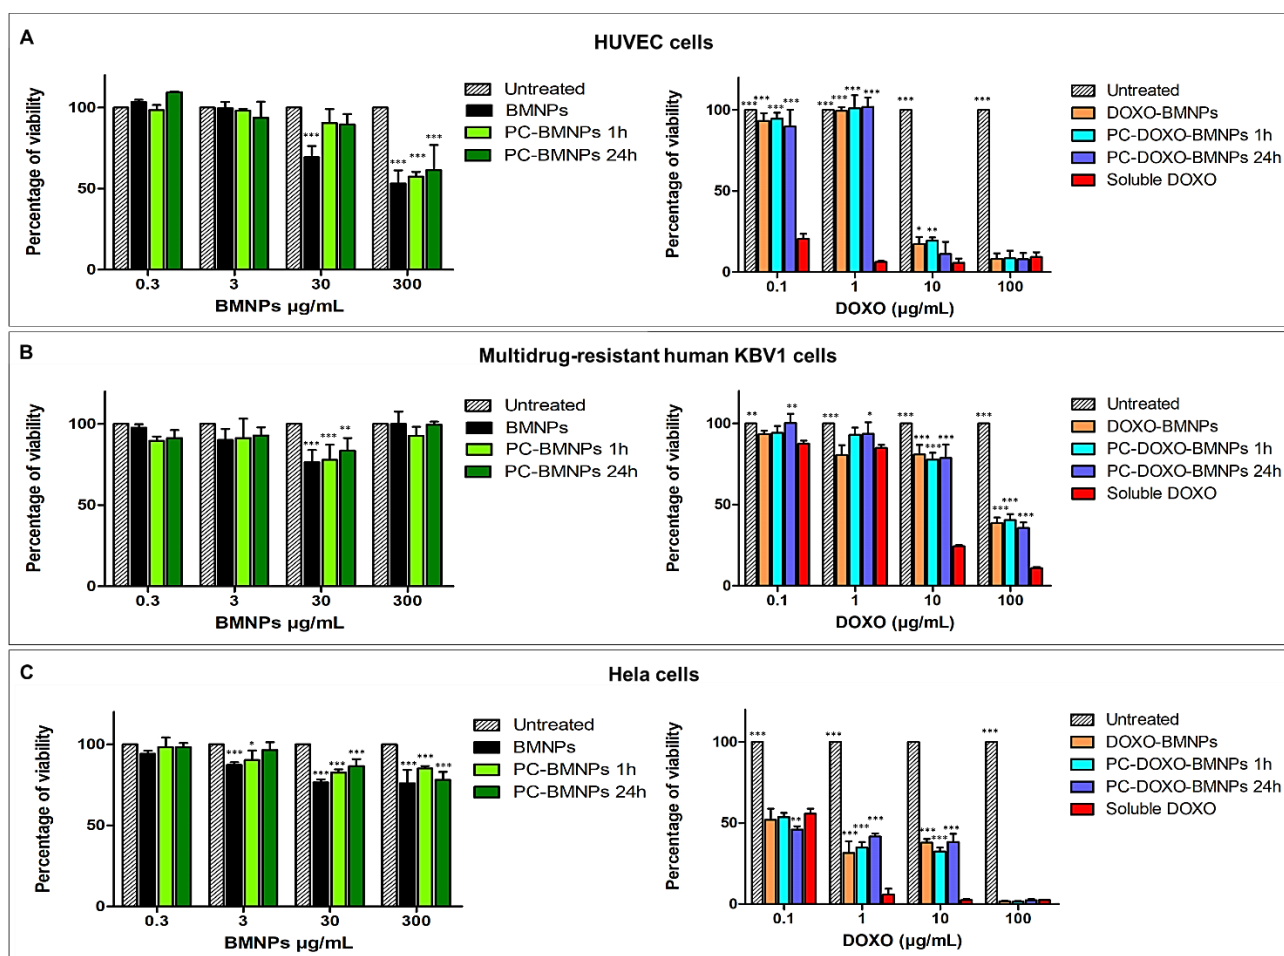 A
HUVEC cells
Percentage of viability
100
50
0
0.3 3 30 300
BMNPs µg/mL
*** *** *** ***
Untreated
BMNPs
PC-BMNPs 1h
PC-BMNPs 24h
Percentage of viability
100
50
0
0.1 1 10 100
DOXO (µg/mL)
*** *** *** *** *** *** *** *** *** * ** ***
Untreated
DOXO-BMNPs
PC-DOXO-BMNPs 1h
PC-DOXO-BMNPs 24h
Soluble DOXO
B
Multidrug-resistant human KBV1 cells
Percentage of viability
100
50
0
0.3 3 30 300
BMNPs µg/mL
*** *** **
Untreated
BMNPs
PC-BMNPs 1h
PC-BMNPs 24h
Percentage of viability
100
50
0
0.1 1 10 100
DOXO (µg/mL)
** ** *** * *** *** *** *** *** *** *** ***
Untreated
DOXO-BMNPs
PC-DOXO-BMNPs 1h
PC-DOXO-BMNPs 24h
Soluble DOXO
C
Hela cells
Percentage of viability
100
50
0
0.3 3 30 300
BMNPs µg/mL
*** * *** *** *** *** *** ***
Untreated
BMNPs
PC-BMNPs 1h
PC-BMNPs 24h
Percentage of viability
100
50
0
0.1 1 10 100
DOXO (µg/mL)
*** ** *** *** *** *** *** *** *** *** ***
Untreated
DOXO-BMNPs
PC-DOXO-BMNPs 1h
PC-DOXO-BMNPs 24h
Soluble DOXO